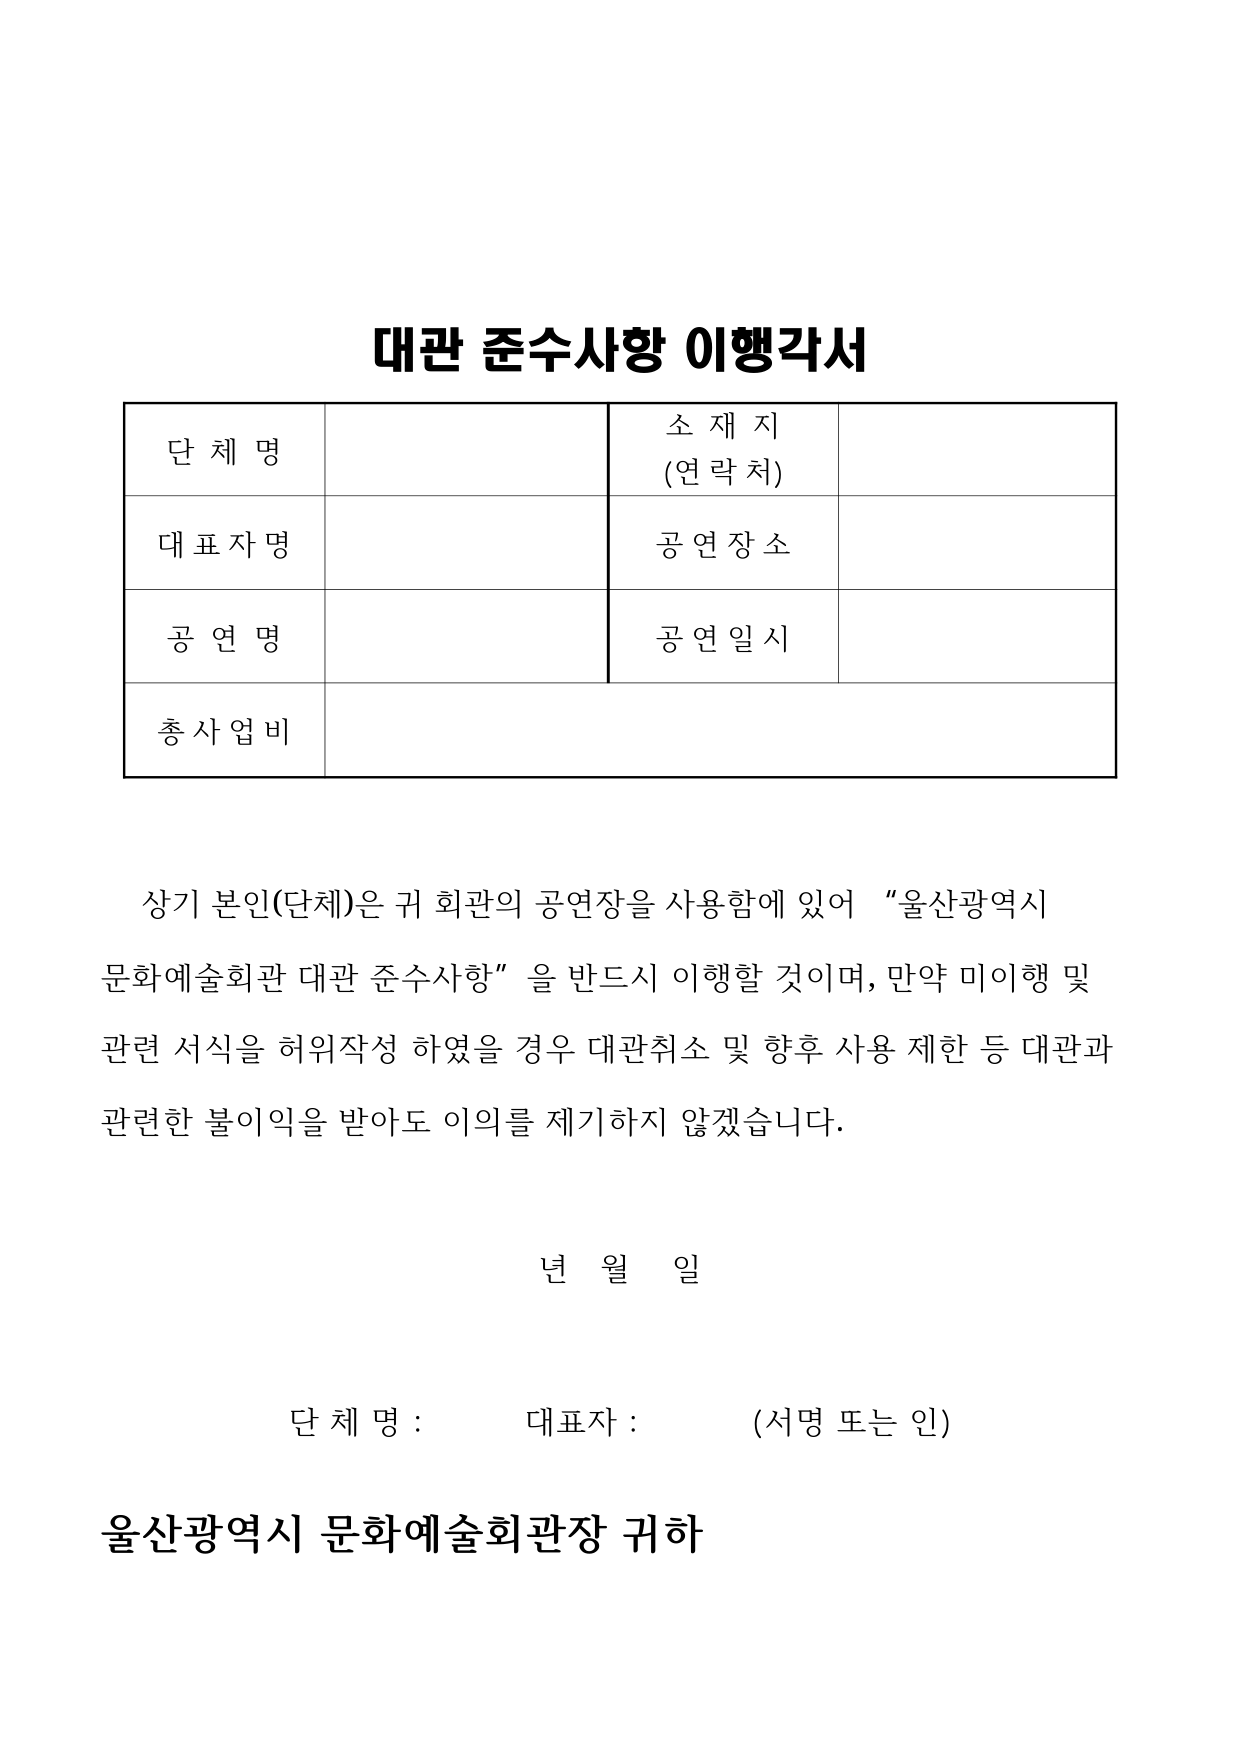 대관 준수사항 이행각서
단 체 명
소 재 지
(연 락 처)
대 표 자 명
공 연 장 소
공 연 명
공 연 일 시
총 사 업 비
상기 본인(단체)은 귀 회관의 공연장을 사용함에 있어 "울산광역시
문화예술회관 대관 준수사항" 을 반드시 이행할 것이며, 만약 미이행 및
관련 서식을 허위작성 하였을 경우 대관취소 및 향후 사용 제한 등 대관과
관련한 불이익을 받아도 이의를 제기하지 않겠습니다.
년 월 일
단 체 명 : 대표자 : (서명 또는 인)
울산광역시 문화예술회관장 귀하